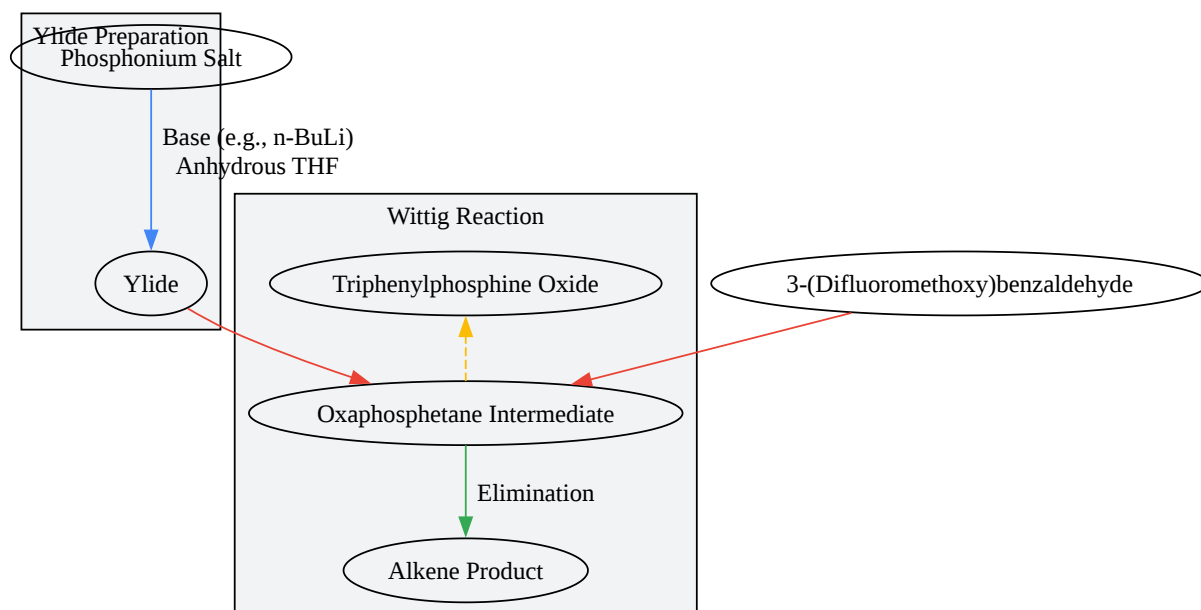 Ylide Preparation
Phosphonium Salt
Base (e.g., n-BuLi)
Anhydrous THF
Wittig Reaction
Ylide
Triphenylphosphine Oxide
3-(Difluoromethoxy)benzaldehyde
Oxaphosphetane Intermediate
Elimination
Alkene Product